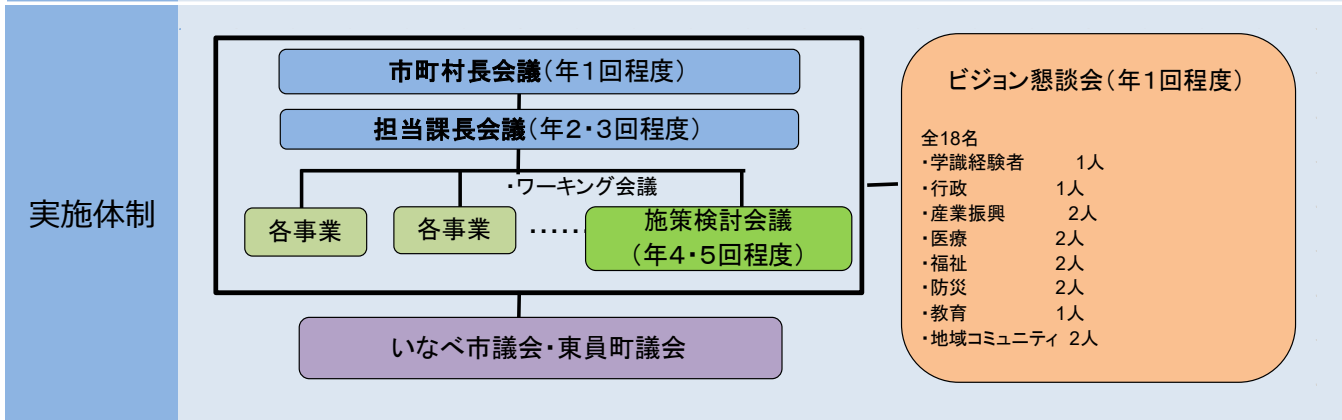 実施体制
市町村長会議(年1回程度)
担当課長会議(年2・3回程度)
・ワーキング会議
各事業
各事業
……
施策検討会議
(年4・5回程度)
いなべ市議会・東員町議会
ビジョン懇談会(年1回程度)
全18名
・学識経験者 1人
・行政 1人
・産業振興 2人
・医療 2人
・福祉 2人
・防災 2人
・教育 1人
・地域コミュニティ 2人